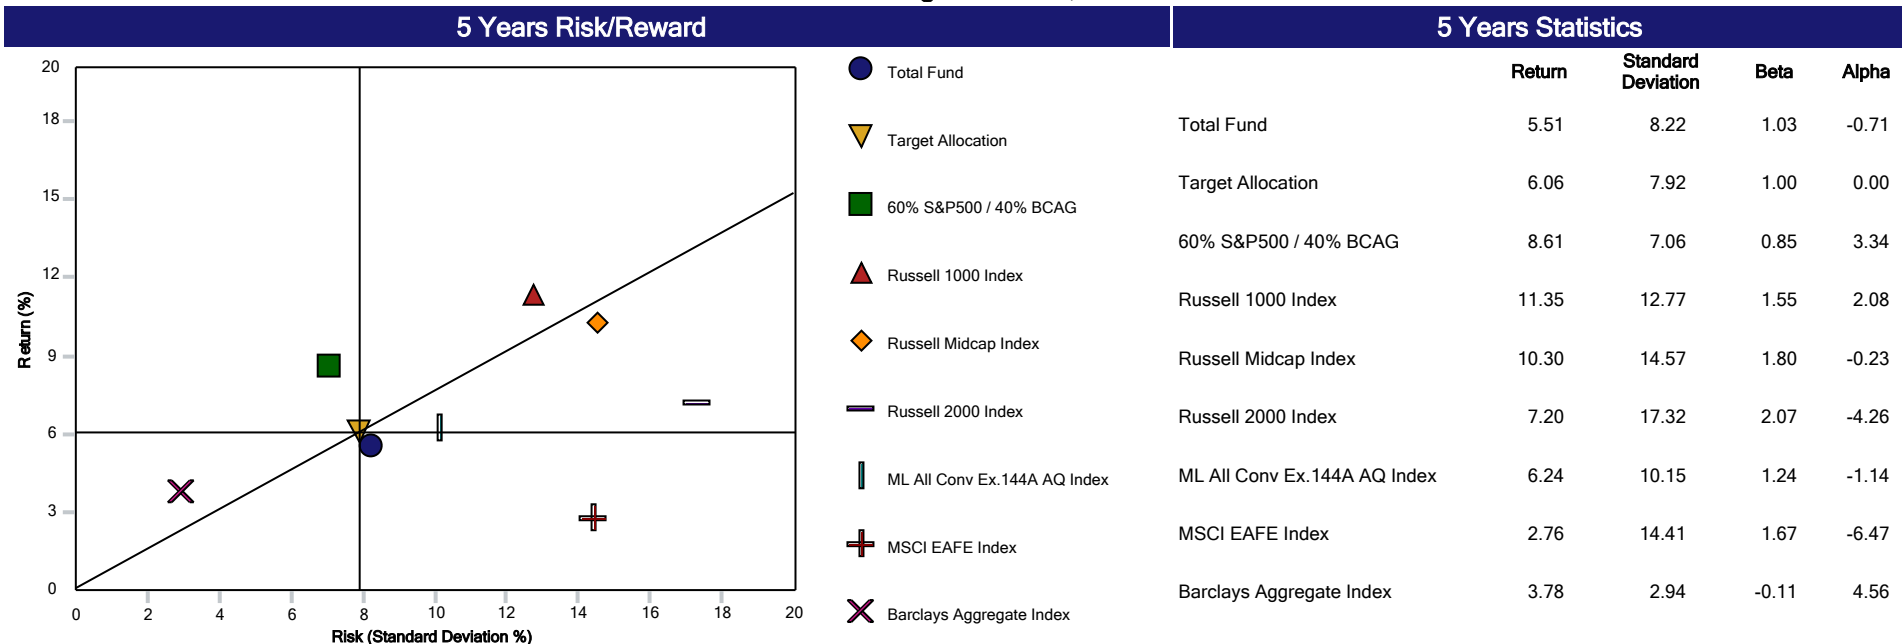 5 Years Risk/Reward
20
18
15
12
9
6
3
0
Return (%)
0 2 4 6 8 10 12 14 16 18 20
Risk (Standard Deviation %)
Total Fund
Target Allocation
60% S&P500 / 40% BCAG
Russell 1000 Index
Russell Midcap Index
Russell 2000 Index
ML All Conv Ex.144A AQ Index
MSCI EAFE Index
Barclays Aggregate Index
5 Years Statistics
Return Standard Deviation Beta Alpha
Total Fund 5.51 8.22 1.03 -0.71
Target Allocation 6.06 7.92 1.00 0.00
60% S&P500 / 40% BCAG 8.61 7.06 0.85 3.34
Russell 1000 Index 11.35 12.77 1.55 2.08
Russell Midcap Index 10.30 14.57 1.80 -0.23
Russell 2000 Index 7.20 17.32 2.07 -4.26
ML All Conv Ex.144A AQ Index 6.24 10.15 1.24 -1.14
MSCI EAFE Index 2.76 14.41 1.67 -6.47
Barclays Aggregate Index 3.78 2.94 -0.11 4.56